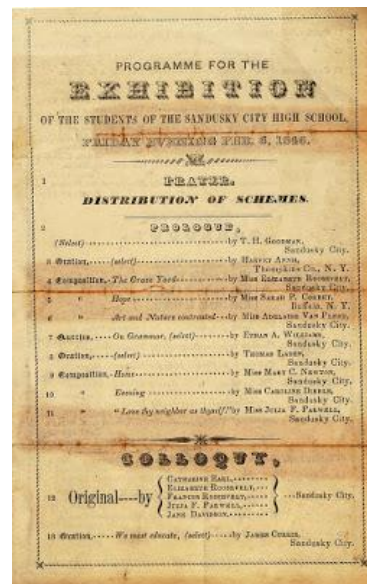 PROGRAMME FOR THE
EXHIBITION
OF THE STUDENTS OF THE SANDUSKY CITY HIGH SCHOOL,
FRIDAY EVENING FEB. 6, 1846.
1 PRAYER.
DISTRIBUTION OF SCHEMES.
2 PROLOGUE,
(Select) by T. H. GOODMAN,
Sandusky City.
3 Oration, (select) by HARVEY
Thompkins Co., N. Y.
4 Composition, The Grave Yard by MISS ELIZABETH ROOSEVELT,
Sandusky City.
5 " Hope by MISS SARAH P.
Buffalo, N. Y.
6 " Art and Nature contrasted by MISS ADELAIDE VAN
Sandusky City.
7 Oration, On Grammar, (select) by ETHAN A. WILLIAMS,
Sandusky City.
8 Oration, (select) by THOMAS
Sandusky City.
9 Composition, Home by MISS MARY C. NEWTON,
Sandusky City.
10 " Evening by MISS CAROLINE
Sandusky City.
11 " "Love thy neighbor as thyself!" by MISS JULIA F. FARWELL,
Sandusky City.
COLLOQUY,
12 Original by
CATHARINE EARL,
ELIZABETH ROOSEVELT,
FRANCES ROOSEVELT,
JULIA F. FARWELL,
JANE DAVIDSON,
Sandusky City.
13 Oration, We must educate, (select) by JAMES
Sandusky City.